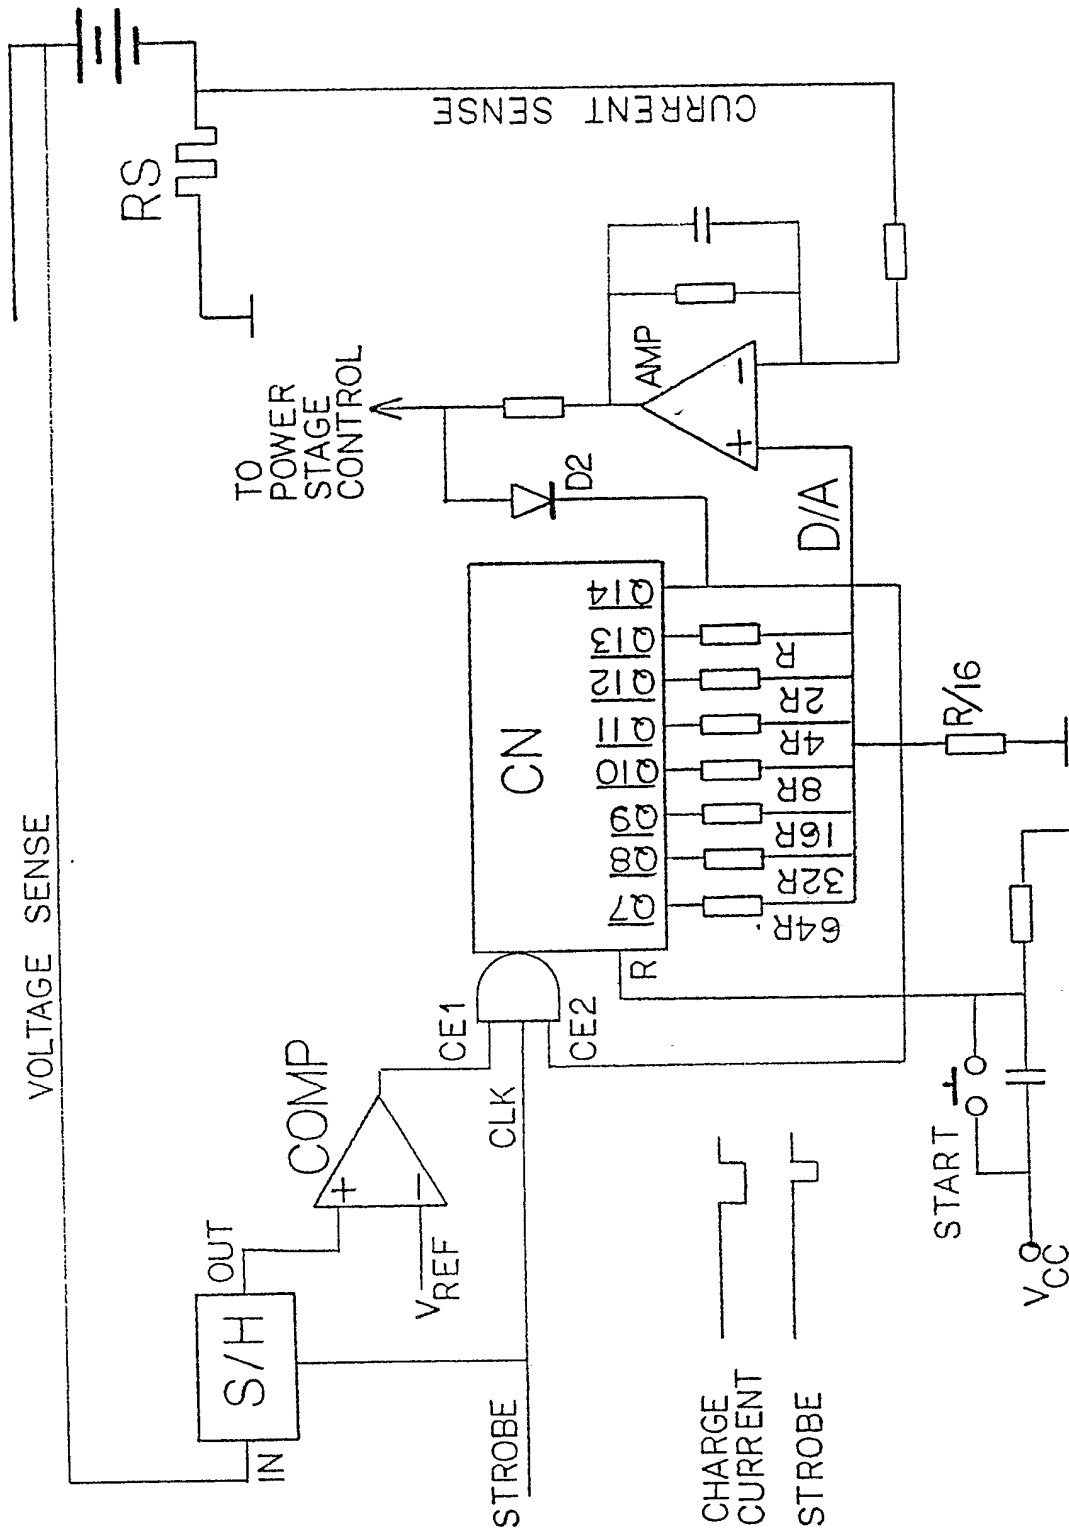 VOLTAGE SENSE
IN
S/H
OUT
STROBE
VREF
+
−
COMP
CE1
CLK
CE2
CN
R
Q7
Q8
Q9
Q10
Q11
Q12
Q13
Q14
64R
32R
16R
8R
4R
2R
R
D/A
R/16
D2
TO
POWER
STAGE
CONTROL
+
−
AMP
RS
CURRENT SENSE
CHARGE
CURRENT
STROBE
START
VCC